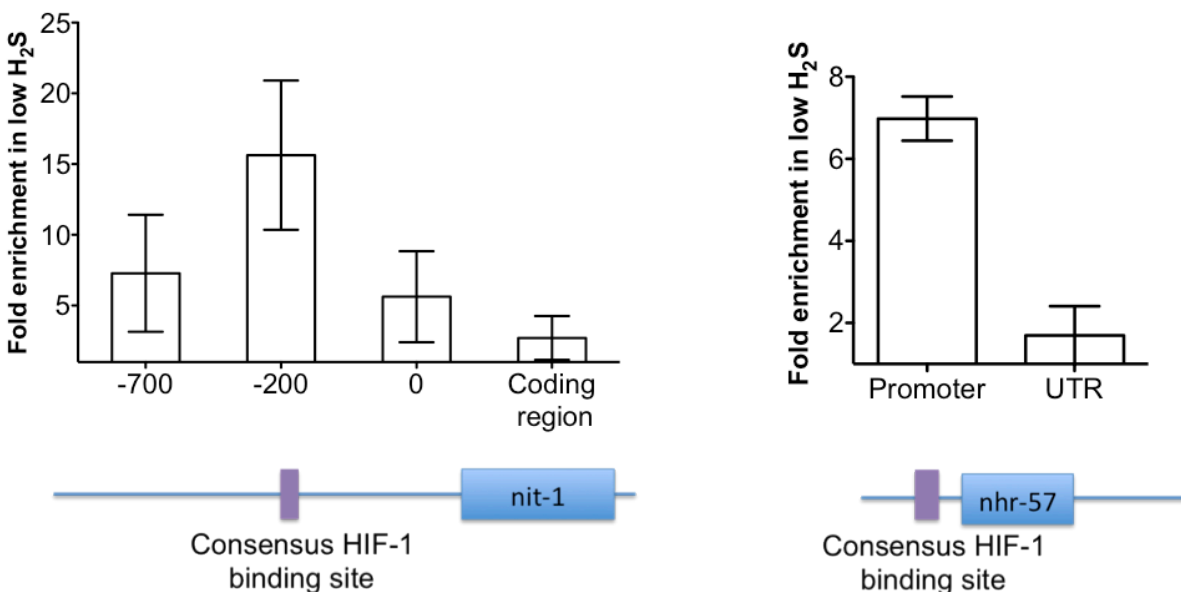 Fold enrichment in low H₂S
25
20
15
10
5
-700 -200 0 Coding
region
nit-1
Consensus HIF-1
binding site
Fold enrichment in low H₂S
8
6
4
2
Promoter UTR
nhr-57
Consensus HIF-1
binding site